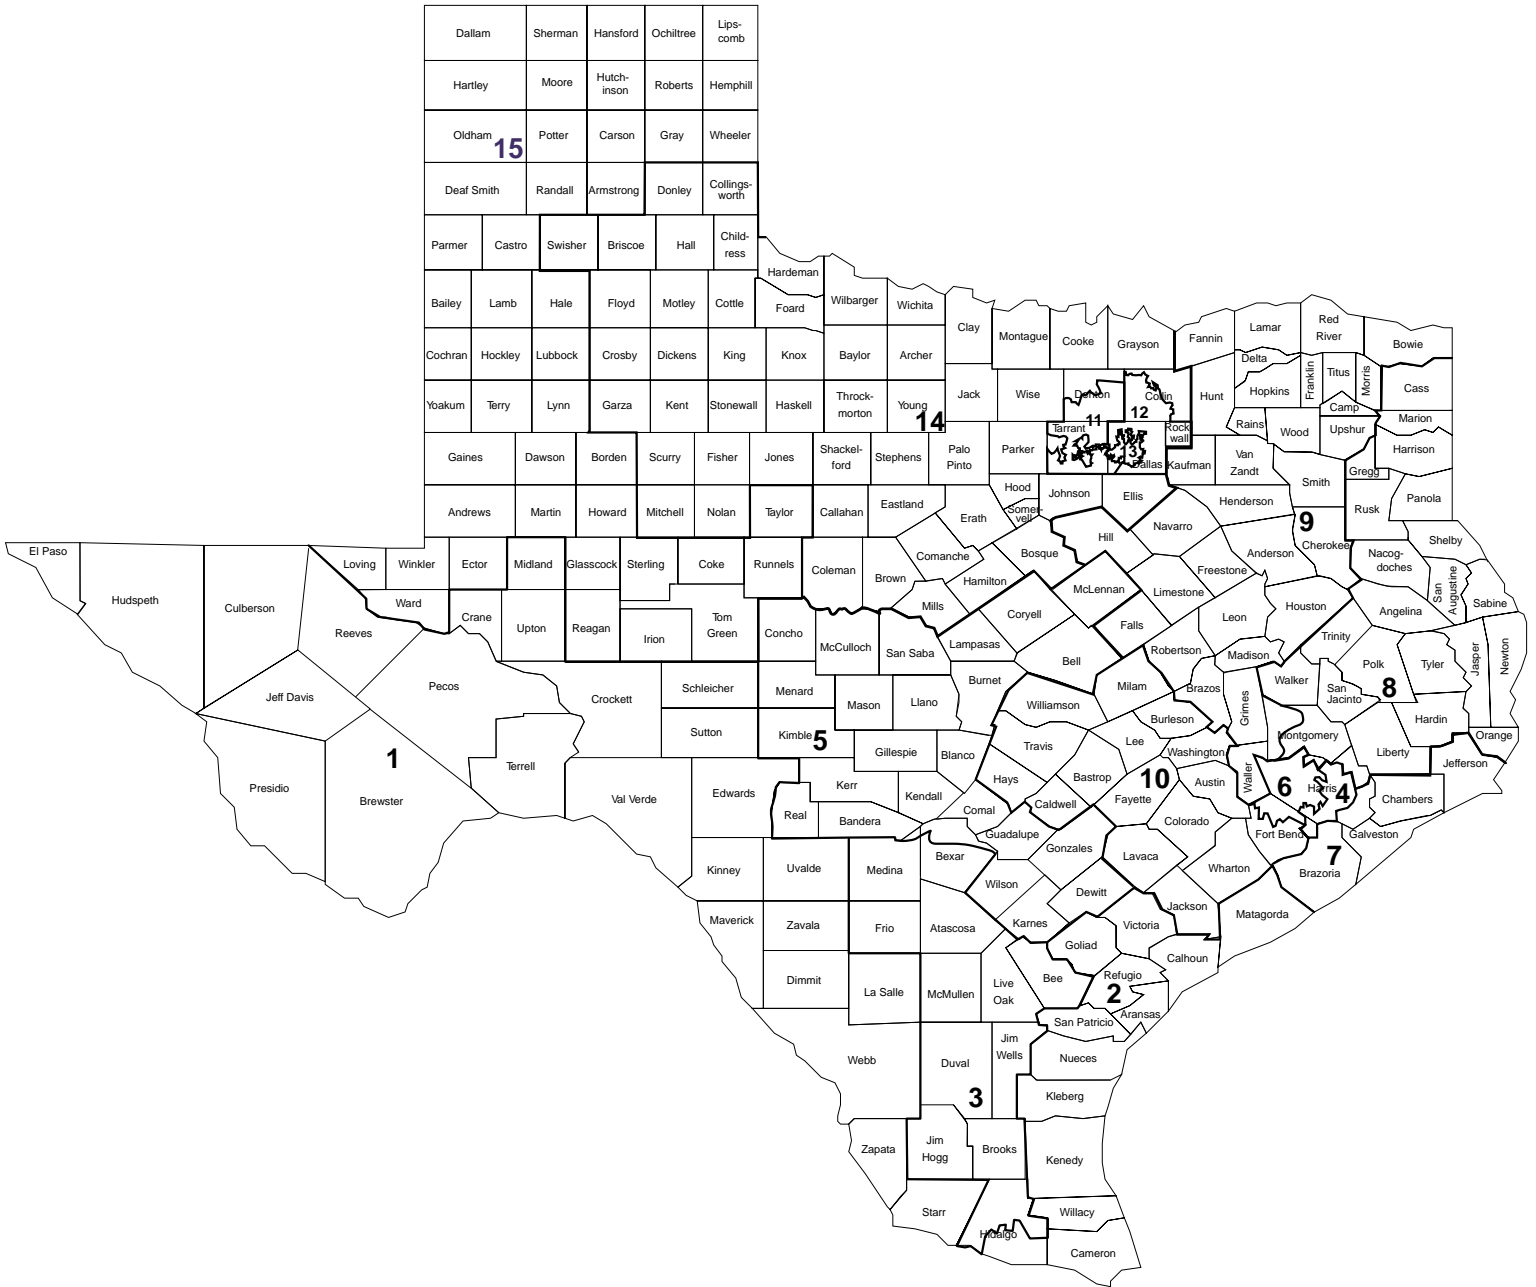 Dallam
Sherman
Hansford
Ochiltree
Lips-
comb
Hartley
Moore
Hutch-
inson
Roberts
Hemphill
Oldham
15
Potter
Carson
Gray
Wheeler
Deaf Smith
Randall
Armstrong
Donley
Collings-
worth
Parmer
Castro
Swisher
Briscoe
Hall
Child-
ress
Hardeman
Bailey
Lamb
Hale
Floyd
Motley
Cottle
Foard
Wilbarger
Wichita
Clay
Montague
Cooke
Grayson
Fannin
Lamar
Red
River
Bowie
Cochran
Hockley
Lubbock
Crosby
Dickens
King
Knox
Baylor
Archer
Delta
Hopkins
Franklin
Titus
Morris
Cass
Yoakum
Terry
Lynn
Garza
Kent
Stonewall
Haskell
Throck-
morton
Young
14
Jack
Wise
Denton
11
Collin
12
Hunt
Rains
Wood
Camp
Upshur
Marion
Harrison
Gaines
Dawson
Borden
Scurry
Fisher
Jones
Shackel-
ford
Stephens
Palo
Pinto
Parker
Tarrant
13
Dallas
Rock
wall
Kaufman
Van
Zandt
Smith
Gregg
Andrews
Martin
Howard
Mitchell
Nolan
Taylor
Callahan
Eastland
Erath
Hood
Somer-
vell
Johnson
Ellis
Henderson
Navarro
9
Rusk
Panola
El Paso
Hudspeth
Culberson
Loving
Winkler
Ector
Midland
Glasscock
Sterling
Coke
Runnels
Coleman
Brown
Comanche
Hamilton
Bosque
Hill
Freestone
Anderson
Cherokee
Nacog-
doches
Shelby
San
Augustine
Sabine
Reeves
Ward
Crane
Upton
Reagan
Irion
Tom
Green
Concho
McCulloch
San Saba
Mills
Lampasas
Coryell
McLennan
Limestone
Falls
Leon
Houston
Angelina
Trinity
Jeff Davis
Pecos
Crockett
Schleicher
Menard
Mason
Llano
Burnet
Bell
Milam
Robertson
Madison
Brazos
Grimes
Walker
San
Jacinto
Polk
8
Tyler
Jasper
Newton
Sutton
Kimble
5
Gillespie
Blanco
Williamson
Travis
Lee
Burleson
Washington
Montgomery
Liberty
Hardin
Orange
Jefferson
Presidio
1
Brewster
Terrell
Val Verde
Edwards
Real
Kerr
Bandera
Kendall
Comal
Hays
Caldwell
Bastrop
10
Fayette
Austin
Waller
6
Harris
4
Chambers
Kinney
Uvalde
Medina
Bexar
Guadalupe
Gonzales
Lavaca
Colorado
Fort Bend
Wharton
Galveston
7
Brazoria
Maverick
Zavala
Frio
Atascosa
Wilson
Karnes
Dewitt
Goliad
Victoria
Jackson
Matagorda
Calhoun
Dimmit
La Salle
McMullen
Live
Oak
Bee
Refugio
2
Aransas
San Patricio
Webb
Duval
3
Jim
Wells
Nueces
Kleberg
Zapata
Jim
Hogg
Brooks
Kenedy
Starr
Hidalgo
Willacy
Cameron